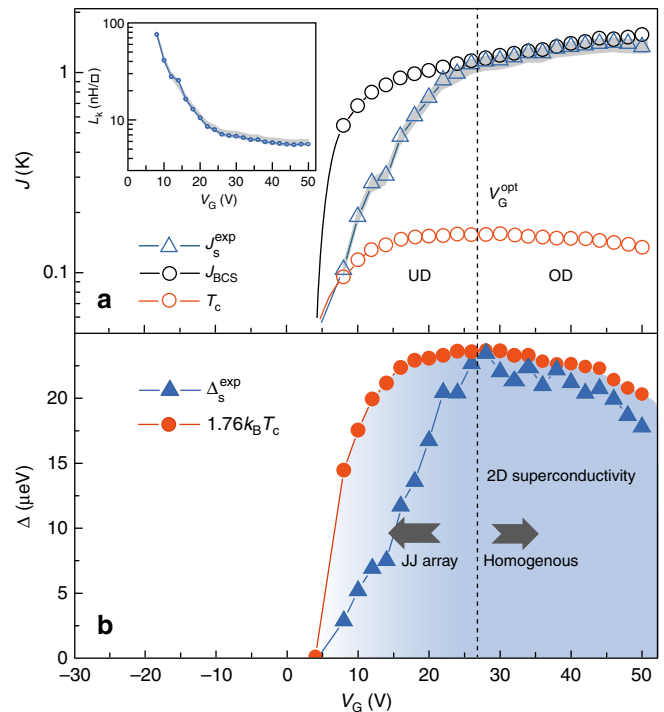 100
10
L_k (nH/□)
0 10 20 30 40 50
V_G (V)
1
0.1
J (K)
J_s^exp
J_BCS
T_c
V_G^opt
UD
OD
a
20
15
10
5
0
Δ (μeV)
Δ_s^exp
1.76k_BT_c
2D superconductivity
JJ array
Homogenous
b
−30 −20 −10 0 10 20 30 40 50
V_G (V)